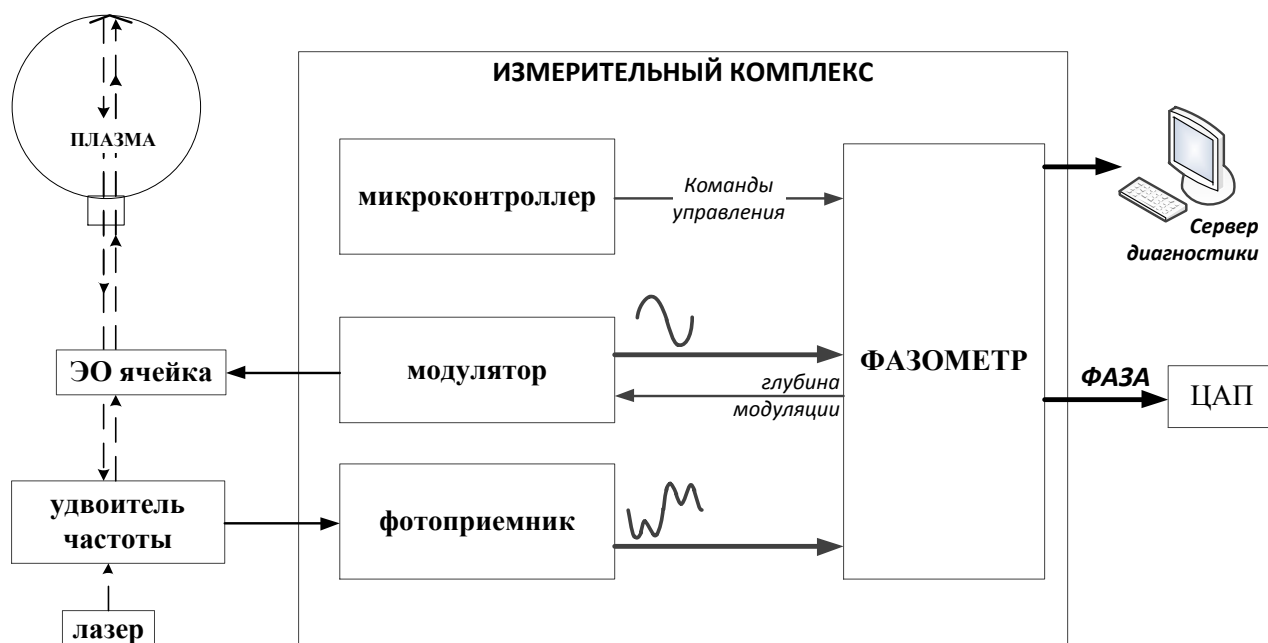 ИЗМЕРИТЕЛЬНЫЙ КОМПЛЕКС
ПЛАЗМА
микроконтроллер
Команды
управления
Сервер
диагностики
ЭО ячейка
модулятор
глубина
модуляции
ФАЗОМЕТР
ФАЗА
ЦАП
удвоитель
частоты
фотоприемник
лазер